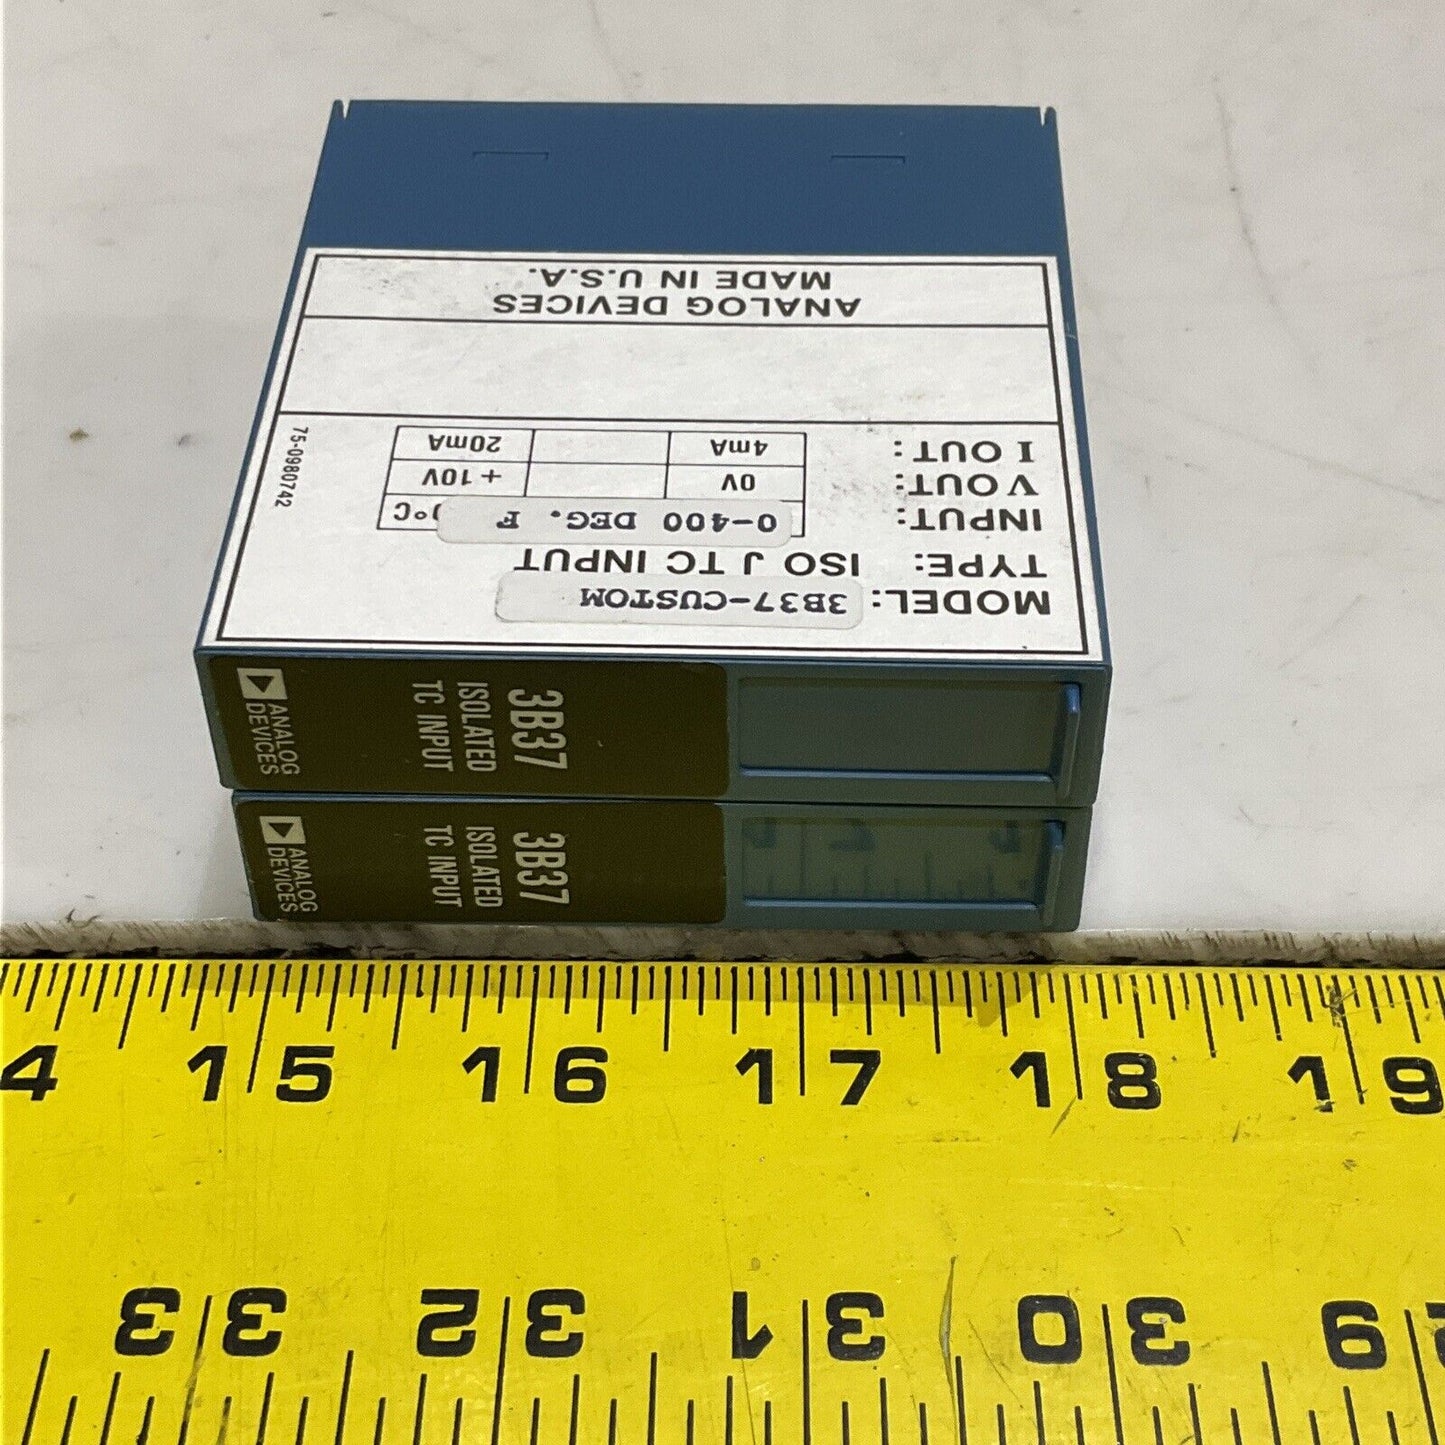 MODEL: 3B37-CUSTOM
TYPE: ISO J TC INPUT
INPUT: 0-400 DEG. F °C
V OUT: 0V + 10V
I OUT: 4mA 20mA
75-0980742
ANALOG DEVICES
MADE IN U.S.A.
3B37
ISOLATED
TC INPUT
ANALOG
DEVICES
3B37
ISOLATED
TC INPUT
ANALOG
DEVICES
4 15 16 17 18 19
33 32 31 30